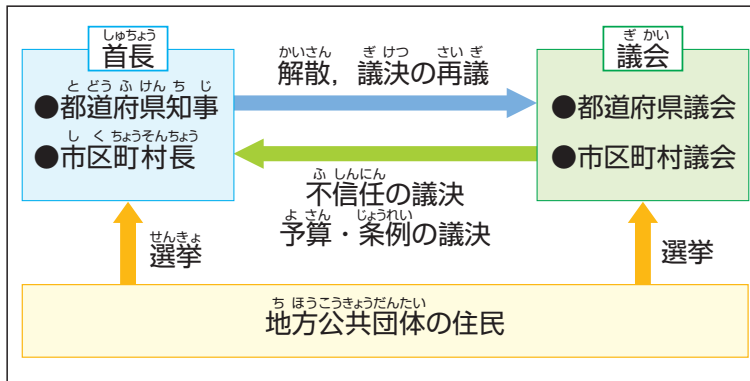 しゅちょう
首長
とどうふけんちじ
●都道府県知事
しくちょうそんちょう
●市区町村長
かいさん ぎけつ さいぎ
解散，議決の再議
ぎかい
議会
●都道府県議会
●市区町村議会
ふしんにん
不信任の議決
よさん じょうれい
予算・条例の議決
せんきょ
選挙
選挙
ちほうこうきょうだんたい
地方公共団体の住民